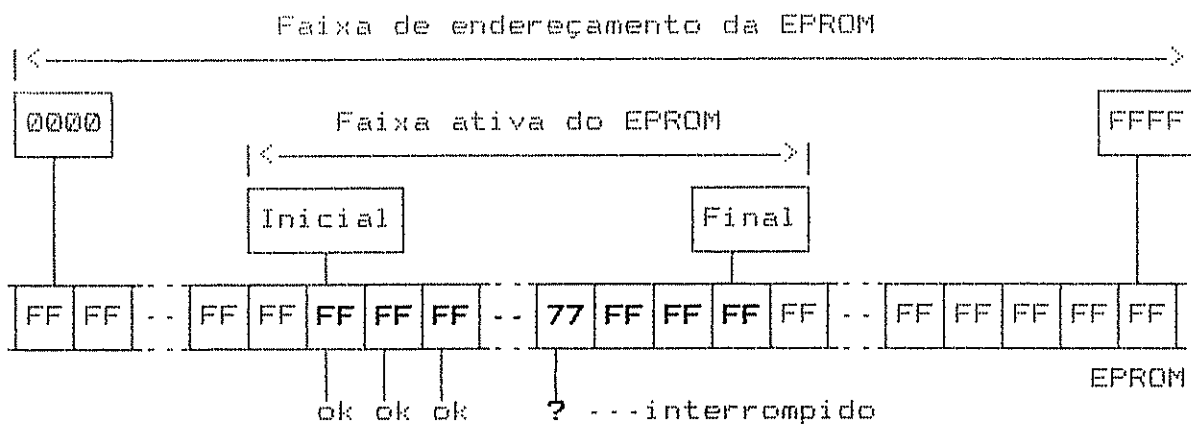 Faixa de endereçamento da EPROM
|<---------->
0000 Faixa ativa do EPROM FFFF
|<---------->|
Inicial Final
FF FF -- FF FF FF FF FF -- 77 FF FF FF FF -- FF FF FF FF FF
EPROM
ok ok ok ? ---interrompido